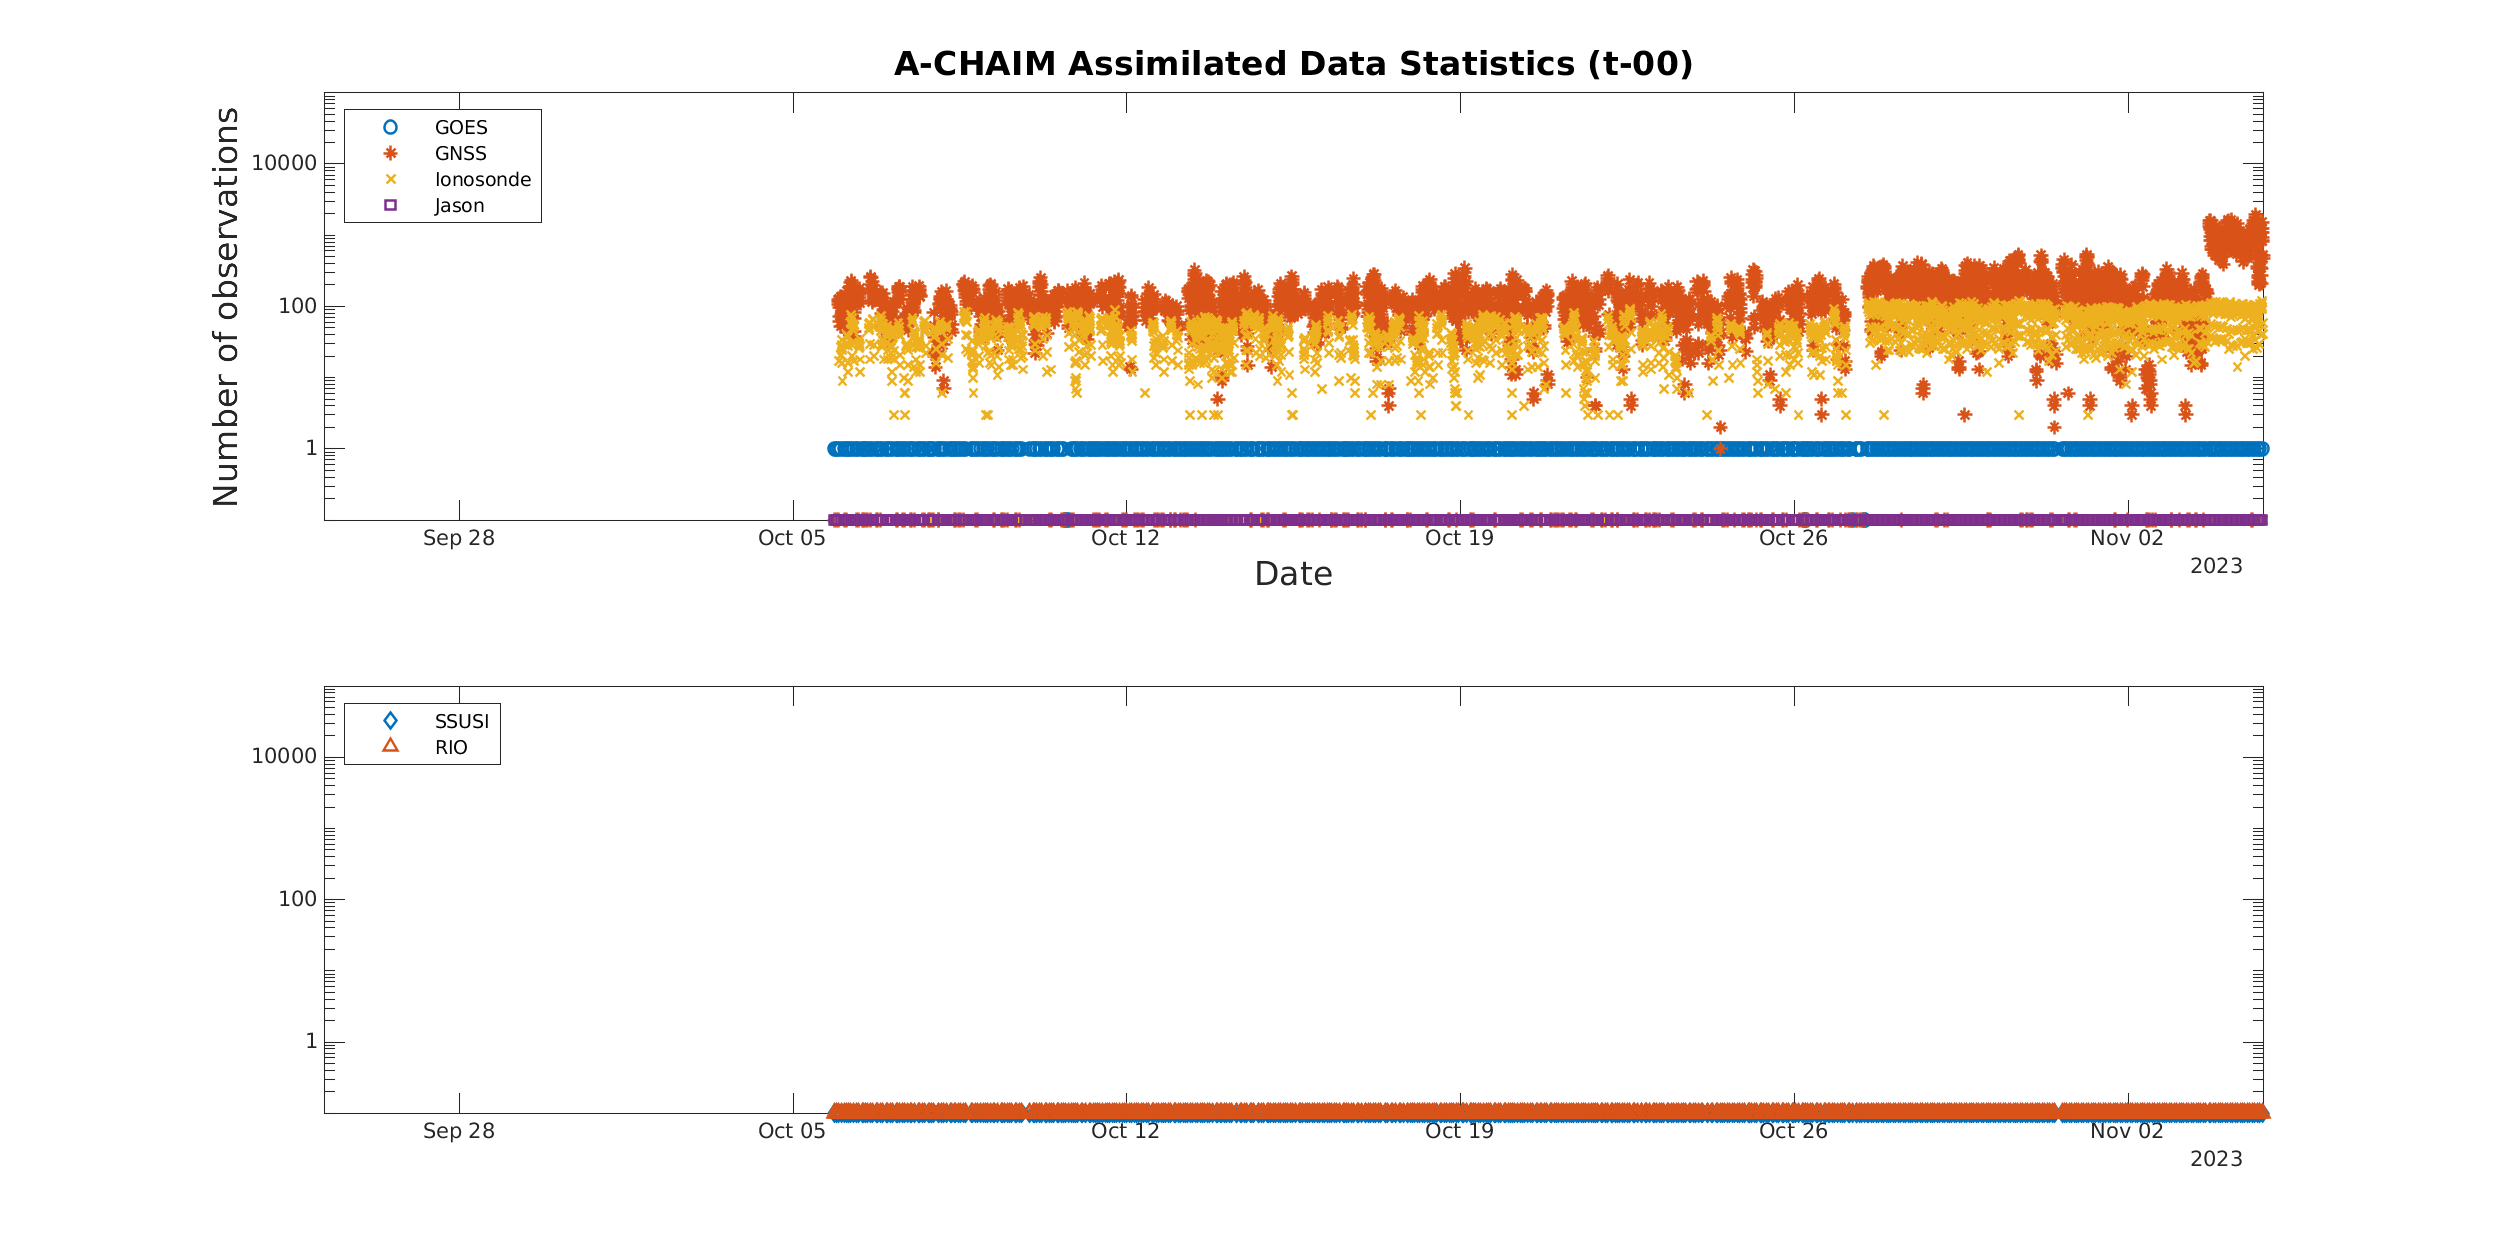 A-CHAIM Assimilated Data Statistics (t-00)
Number of observations
10000
100
1
GOES
GNSS
Ionosonde
Jason
Sep 28
Oct 05
Oct 12
Oct 19
Oct 26
Nov 02
2023
Date
10000
100
1
SSUSI
RIO
Sep 28
Oct 05
Oct 12
Oct 19
Oct 26
Nov 02
2023